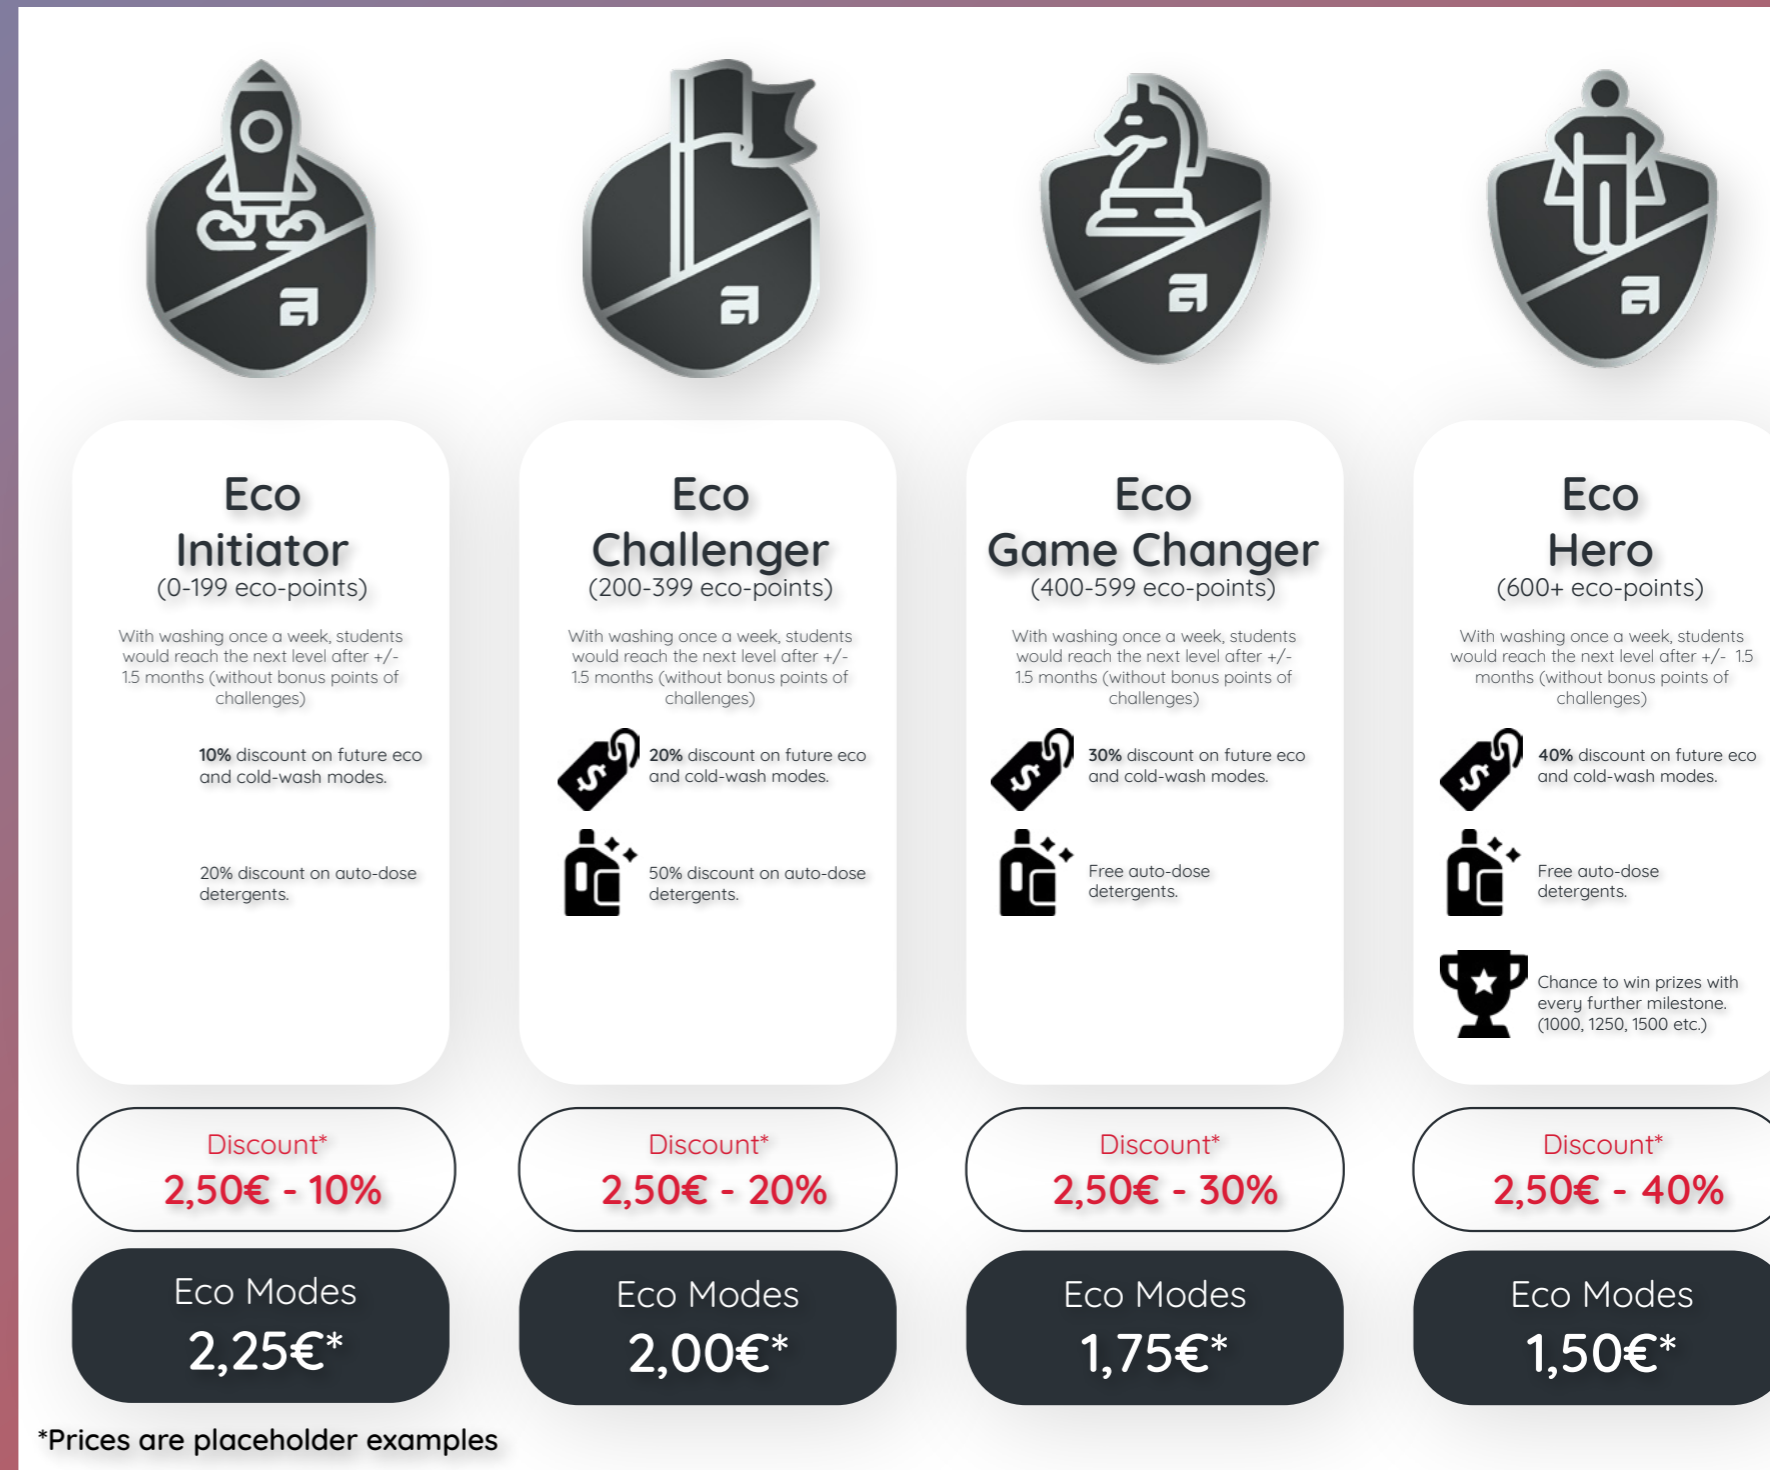 a
a
a
a
Eco
Initiator
(0-199 eco-points)
With washing once a week, students
would reach the next level after +/-
1.5 months (without bonus points of
challenges)
10% discount on future eco
and cold-wash modes.
20% discount on auto-dose
detergents.
Discount*
2,50€ - 10%
Eco Modes
2,25€*
Eco
Challenger
(200-399 eco-points)
With washing once a week, students
would reach the next level after +/-
1.5 months (without bonus points of
challenges)
$
20% discount on future eco
and cold-wash modes.
50% discount on auto-dose
detergents.
Discount*
2,50€ - 20%
Eco Modes
2,00€*
Eco
Game Changer
(400-599 eco-points)
With washing once a week, students
would reach the next level after +/-
1.5 months (without bonus points of
challenges)
$
30% discount on future eco
and cold-wash modes.
Free auto-dose
detergents.
Discount*
2,50€ - 30%
Eco Modes
1,75€*
Eco
Hero
(600+ eco-points)
With washing once a week, students
would reach the next level after +/- 1.5
months (without bonus points of
challenges)
$
40% discount on future eco
and cold-wash modes.
Free auto-dose
detergents.
Chance to win prizes with
every further milestone.
(1000, 1250, 1500 etc.)
Discount*
2,50€ - 40%
Eco Modes
1,50€*
*Prices are placeholder examples